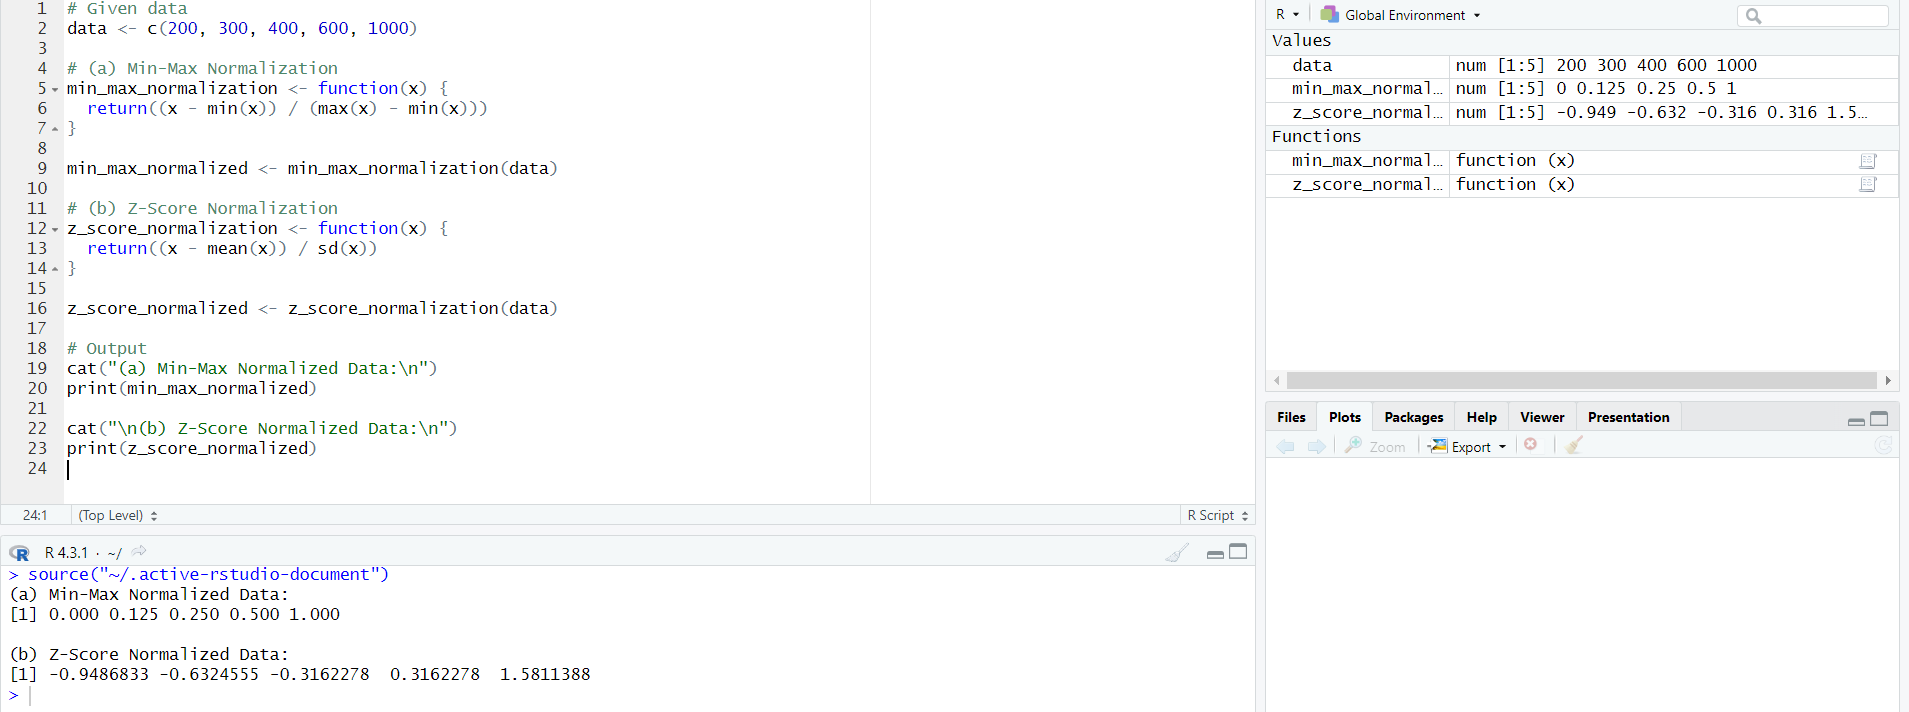 1 # Given data
2 data <- c(200, 300, 400, 600, 1000)
3
4 # (a) Min-Max Normalization
5 min_max_normalization <- function(x) {
6   return((x - min(x)) / (max(x) - min(x)))
7 }
8
9 min_max_normalized <- min_max_normalization(data)
10
11 # (b) Z-Score Normalization
12 z_score_normalization <- function(x) {
13   return((x - mean(x)) / sd(x))
14 }
15
16 z_score_normalized <- z_score_normalization(data)
17
18 # Output
19 cat("(a) Min-Max Normalized Data:\n")
20 print(min_max_normalized)
21
22 cat("\n(b) Z-Score Normalized Data:\n")
23 print(z_score_normalized)
24
24:1 (Top Level) R Script
R 4.3.1 · ~/
> source("~/.active-rstudio-document")
(a) Min-Max Normalized Data:
[1] 0.000 0.125 0.250 0.500 1.000
(b) Z-Score Normalized Data:
[1] -0.9486833 -0.6324555 -0.3162278  0.3162278  1.5811388
>
R Global Environment
Values
data num [1:5] 200 300 400 600 1000
min_max_normal… num [1:5] 0 0.125 0.25 0.5 1
z_score_normal… num [1:5] -0.949 -0.632 -0.316 0.316 1.5…
Functions
min_max_normal… function (x)
z_score_normal… function (x)
Files Plots Packages Help Viewer Presentation
Zoom Export